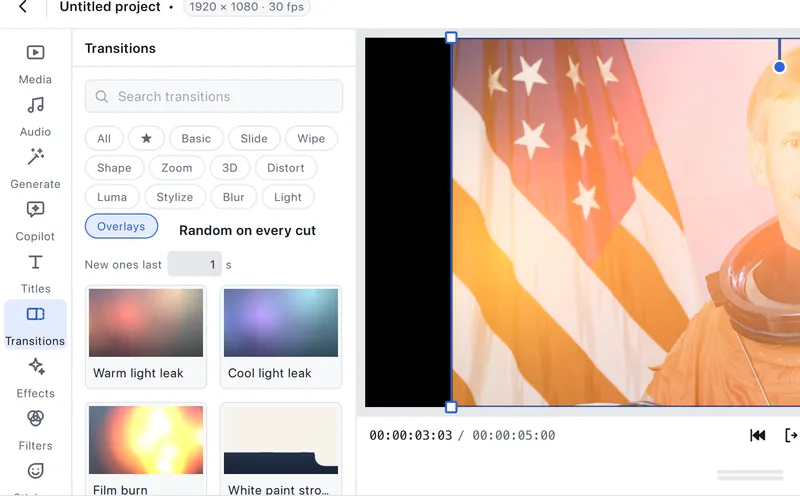 Untitled project • 1920 × 1080 · 30 fps
Transitions
Media
Search transitions
Audio
All ★ Basic Slide Wipe
Generate
Shape Zoom 3D Distort
Luma Stylize Blur Light
Copilot
Overlays Random on every cut
New ones last 1 s
Titles
Transitions
Warm light leak Cool light leak
Effects
Filters
Film burn White paint stro...
00:00:03:03 / 00:00:05:00